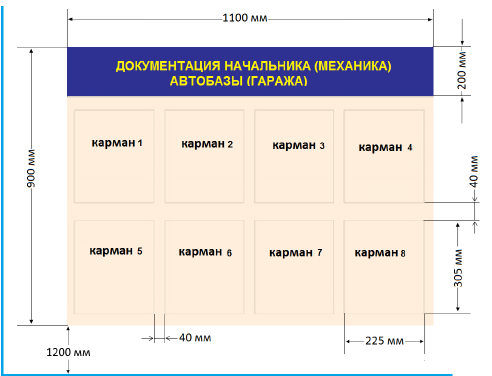 1100 мм
ДОКУМЕНТАЦИЯ НАЧАЛЬНИКА (МЕХАНИКА)
АВТОБАЗЫ (ГАРАЖА)
200 мм
900 мм
карман 1
карман 2
карман 3
карман 4
40 мм
карман 5
карман 6
карман 7
карман 8
305 мм
40 мм
225 мм
1200 мм